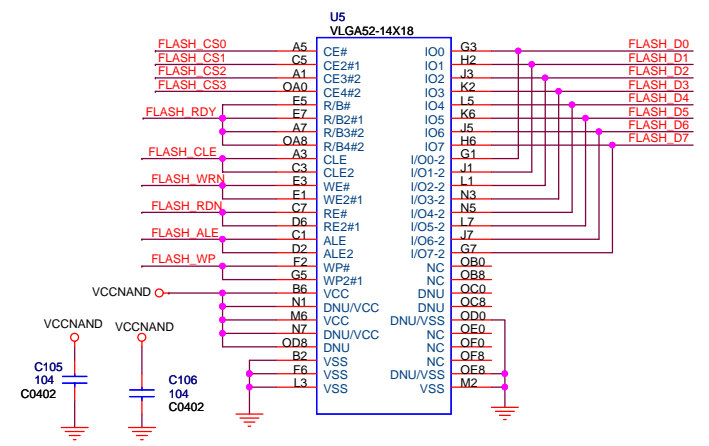 U5
VLGA52-14X18
FLASH_CS0 A5 CE# IO0 G3 FLASH_D0
FLASH_CS1 C5 CE2#1 IO1 H2 FLASH_D1
FLASH_CS2 A1 CE3#2 IO2 J3 FLASH_D2
FLASH_CS3 OA0 CE4#2 IO3 K2 FLASH_D3
E5 R/B# IO4 L5 FLASH_D4
FLASH_RDY E7 R/B2#1 IO5 K6 FLASH_D5
A7 R/B3#2 IO6 J5 FLASH_D6
OA8 R/B4#2 IO7 H6 FLASH_D7
FLASH_CLE A3 CLE I/O0-2 G1
C3 CLE2 I/O1-2 J1
FLASH_WRN E3 WE# I/O2-2 L1
E1 WE2#1 I/O3-2 N3
FLASH_RDN C7 RE# I/O4-2 N5
D6 RE2#1 I/O5-2 L7
FLASH_ALE C1 ALE I/O6-2 J7
D2 ALE2 I/O7-2 G7
FLASH_WP F2 WP# NC OB0
G5 WP2#1 NC OB8
VCCNAND B6 VCC DNU OC0
N1 DNU/VCC DNU OC8
M6 VCC DNU/VSS OD0
VCCNAND VCCNAND N7 DNU/VCC NC OE0
OD8 DNU NC OF0
B2 VSS NC OF8
F6 VSS DNU/VSS OE8
L3 VSS VSS M2
C105
104
C0402
C106
104
C0402